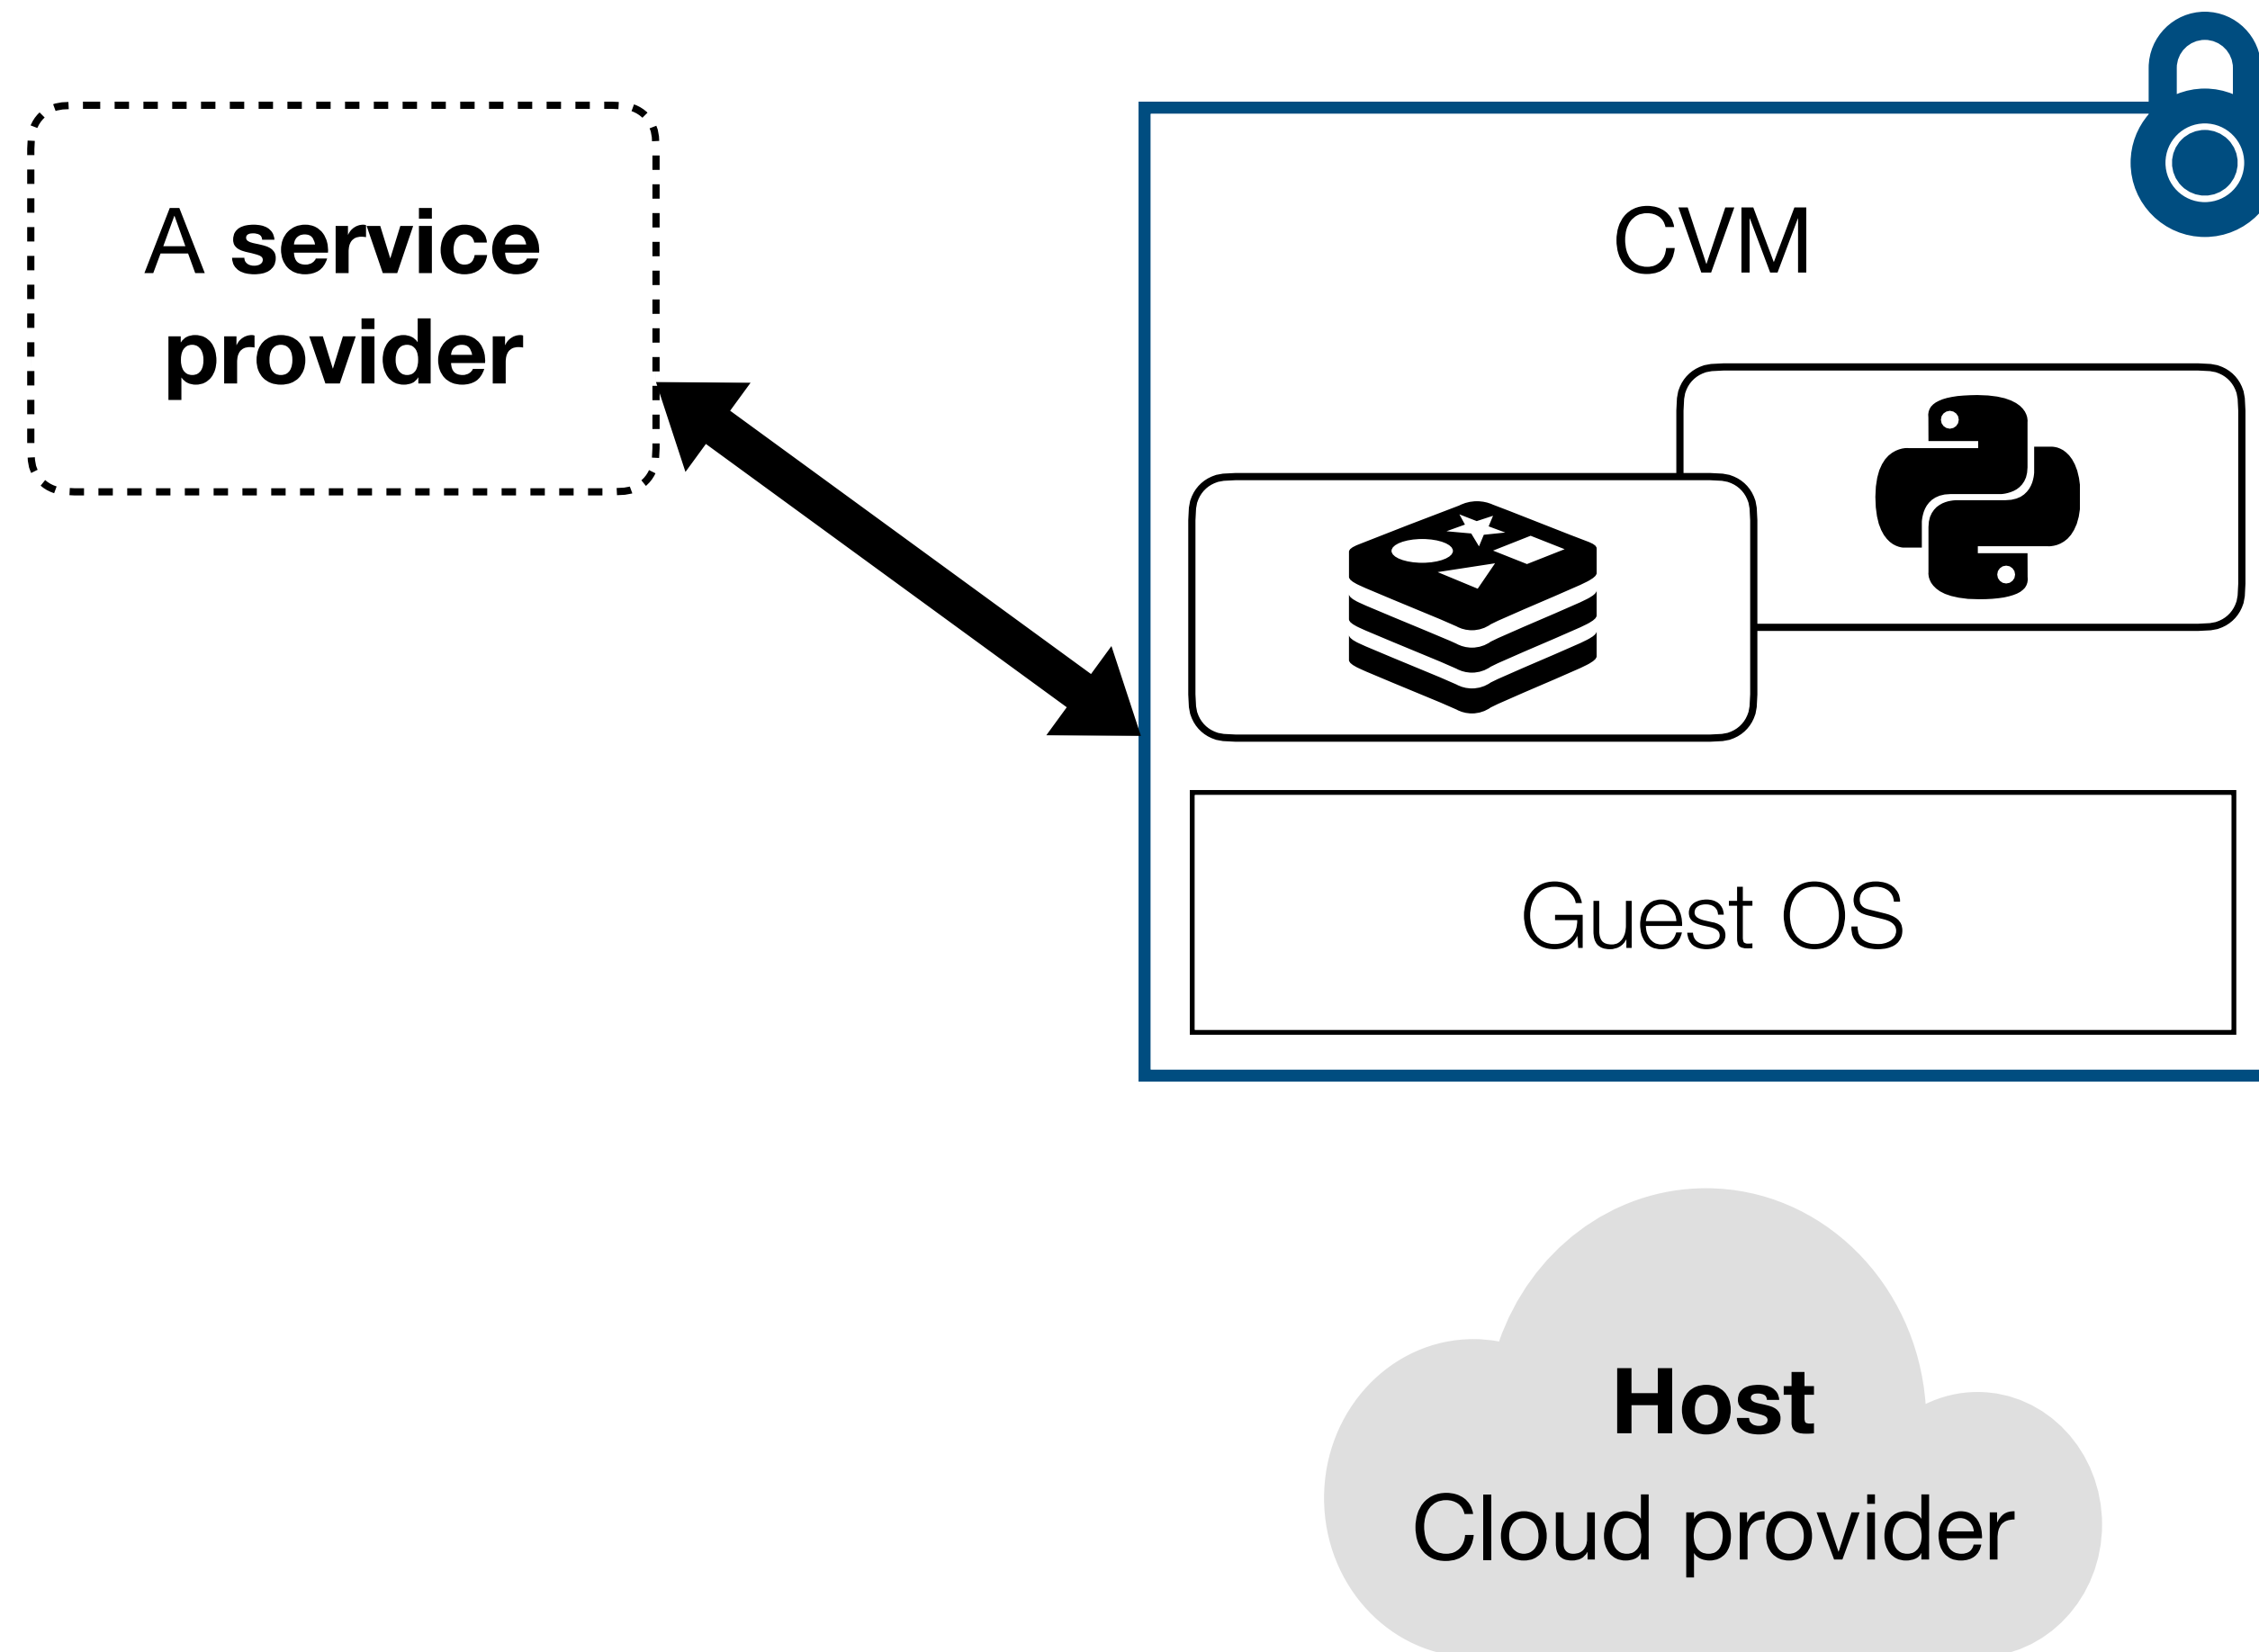 A service
provider
CVM
Guest OS
Host
Cloud provider